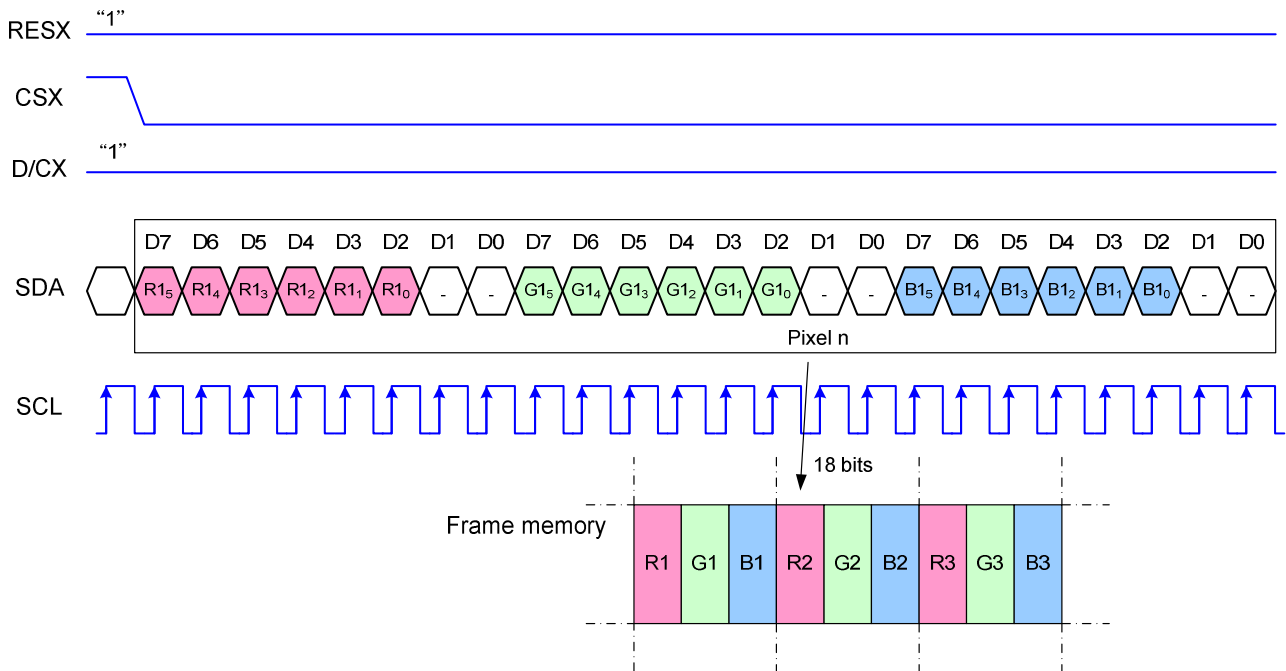 RESX “1”
CSX
D/CX “1”
D7 D6 D5 D4 D3 D2 D1 D0 D7 D6 D5 D4 D3 D2 D1 D0 D7 D6 D5 D4 D3 D2 D1 D0
SDA R1₅ R1₄ R1₃ R1₂ R1₁ R1₀ - - G1₅ G1₄ G1₃ G1₂ G1₁ G1₀ - - B1₅ B1₄ B1₃ B1₂ B1₁ B1₀ - -
Pixel n
SCL
18 bits
Frame memory
R1 G1 B1 R2 G2 B2 R3 G3 B3